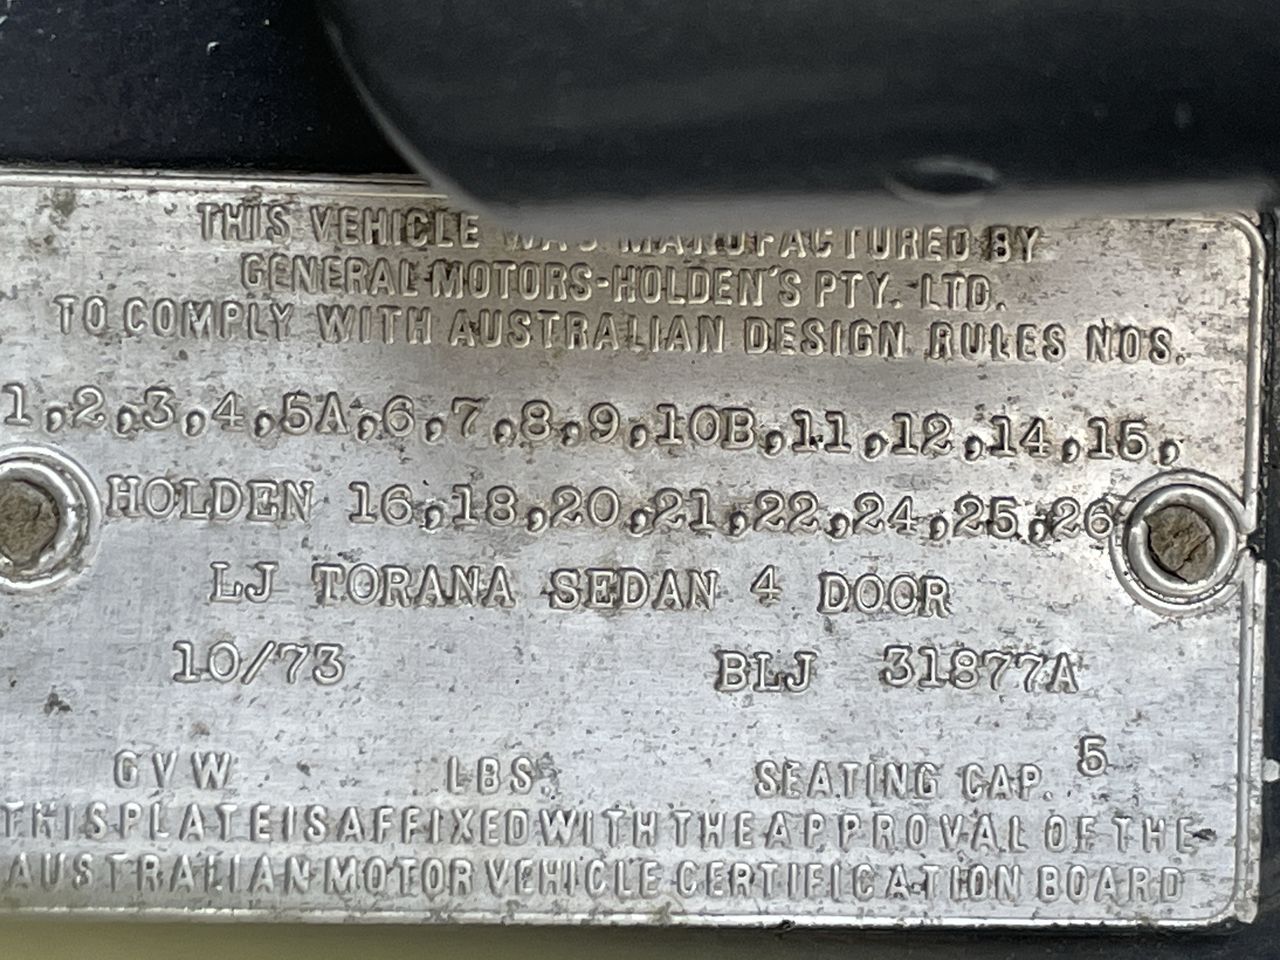 THIS VEHICLE WAS MANUFACTURED BY
GENERAL MOTORS-HOLDEN'S PTY. LTD.
TO COMPLY WITH AUSTRALIAN DESIGN RULES NOS.
1,2,3,4,5A,6,7,8,9,10B,11,12,14,15,
HOLDEN 16,18,20,21,22,24,25,26
LJ TORANA SEDAN 4 DOOR
10/73 BLJ 31877A
GVW LBS. SEATING CAP. 5
THIS PLATE IS AFFIXED WITH THE APPROVAL OF THE
AUSTRALIAN MOTOR VEHICLE CERTIFICATION BOARD